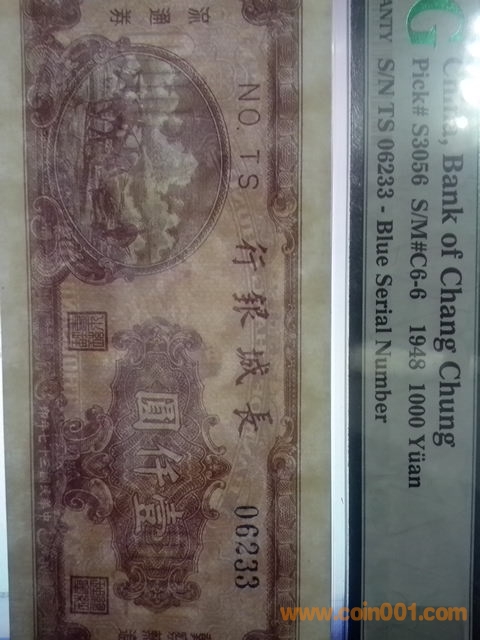 China, Bank of Chang Chung
Pick# S3056 S/M#C6-6 1948 1000 Yüan
S/N TS 06233 - Blue Serial Number
NO. TS 06233
長城銀行
流通券
壹仟圓
www.coin001.com